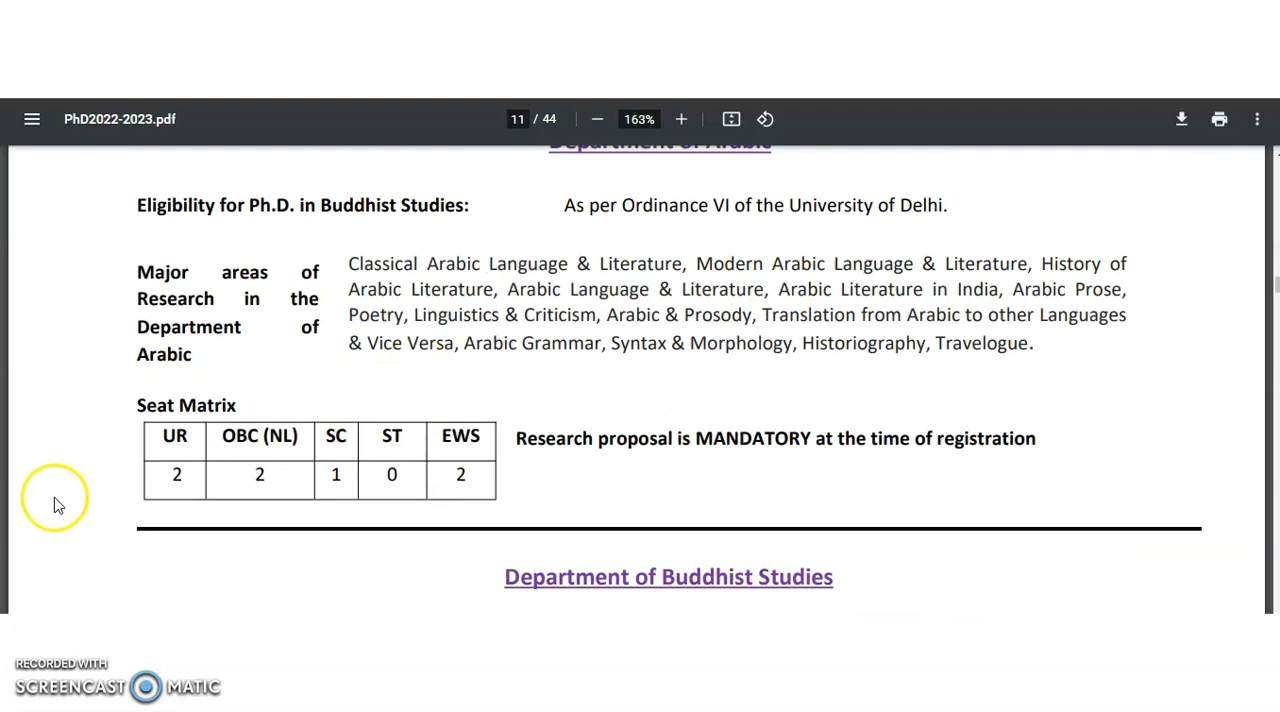 PhD2022-2023.pdf
11 / 44
163%
Department of Arabic
Eligibility for Ph.D. in Buddhist Studies: As per Ordinance VI of the University of Delhi.
Major areas of Research in the Department of Arabic
Classical Arabic Language & Literature, Modern Arabic Language & Literature, History of
Arabic Literature, Arabic Language & Literature, Arabic Literature in India, Arabic Prose,
Poetry, Linguistics & Criticism, Arabic & Prosody, Translation from Arabic to other Languages
& Vice Versa, Arabic Grammar, Syntax & Morphology, Historiography, Travelogue.
Seat Matrix
UR OBC (NL) SC ST EWS
2 2 1 0 2
Research proposal is MANDATORY at the time of registration
Department of Buddhist Studies
RECORDED WITH
SCREENCAST MATIC